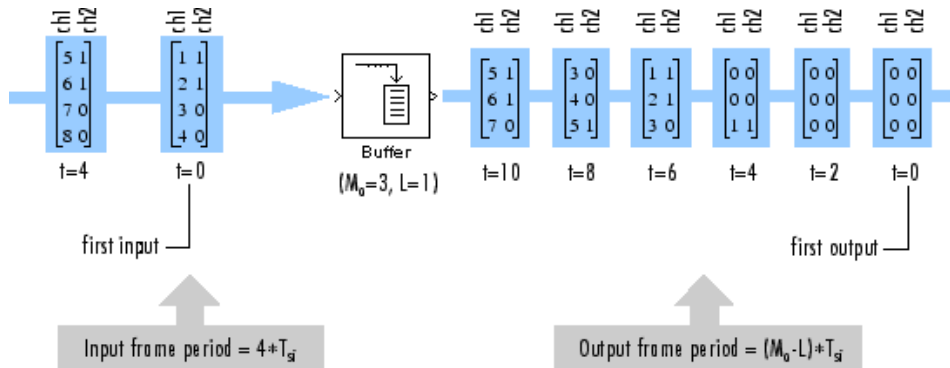 ch1 ch2 ch1 ch2 ch1 ch2 ch1 ch2 ch1 ch2 ch1 ch2 ch1 ch2 ch1 ch2
5 1 1 1 5 1 3 0 1 1 0 0 0 0 0 0
6 1 2 1 6 1 4 0 2 1 0 0 0 0 0 0
7 0 3 0 7 0 5 1 3 0 1 1 0 0 0 0
8 0 4 0
Buffer
t=4 t=0 (Mo=3, L=1) t=10 t=8 t=6 t=4 t=2 t=0
first input first output
Input frame period = 4*Tsi Output frame period = (Mo-L)*Tsi